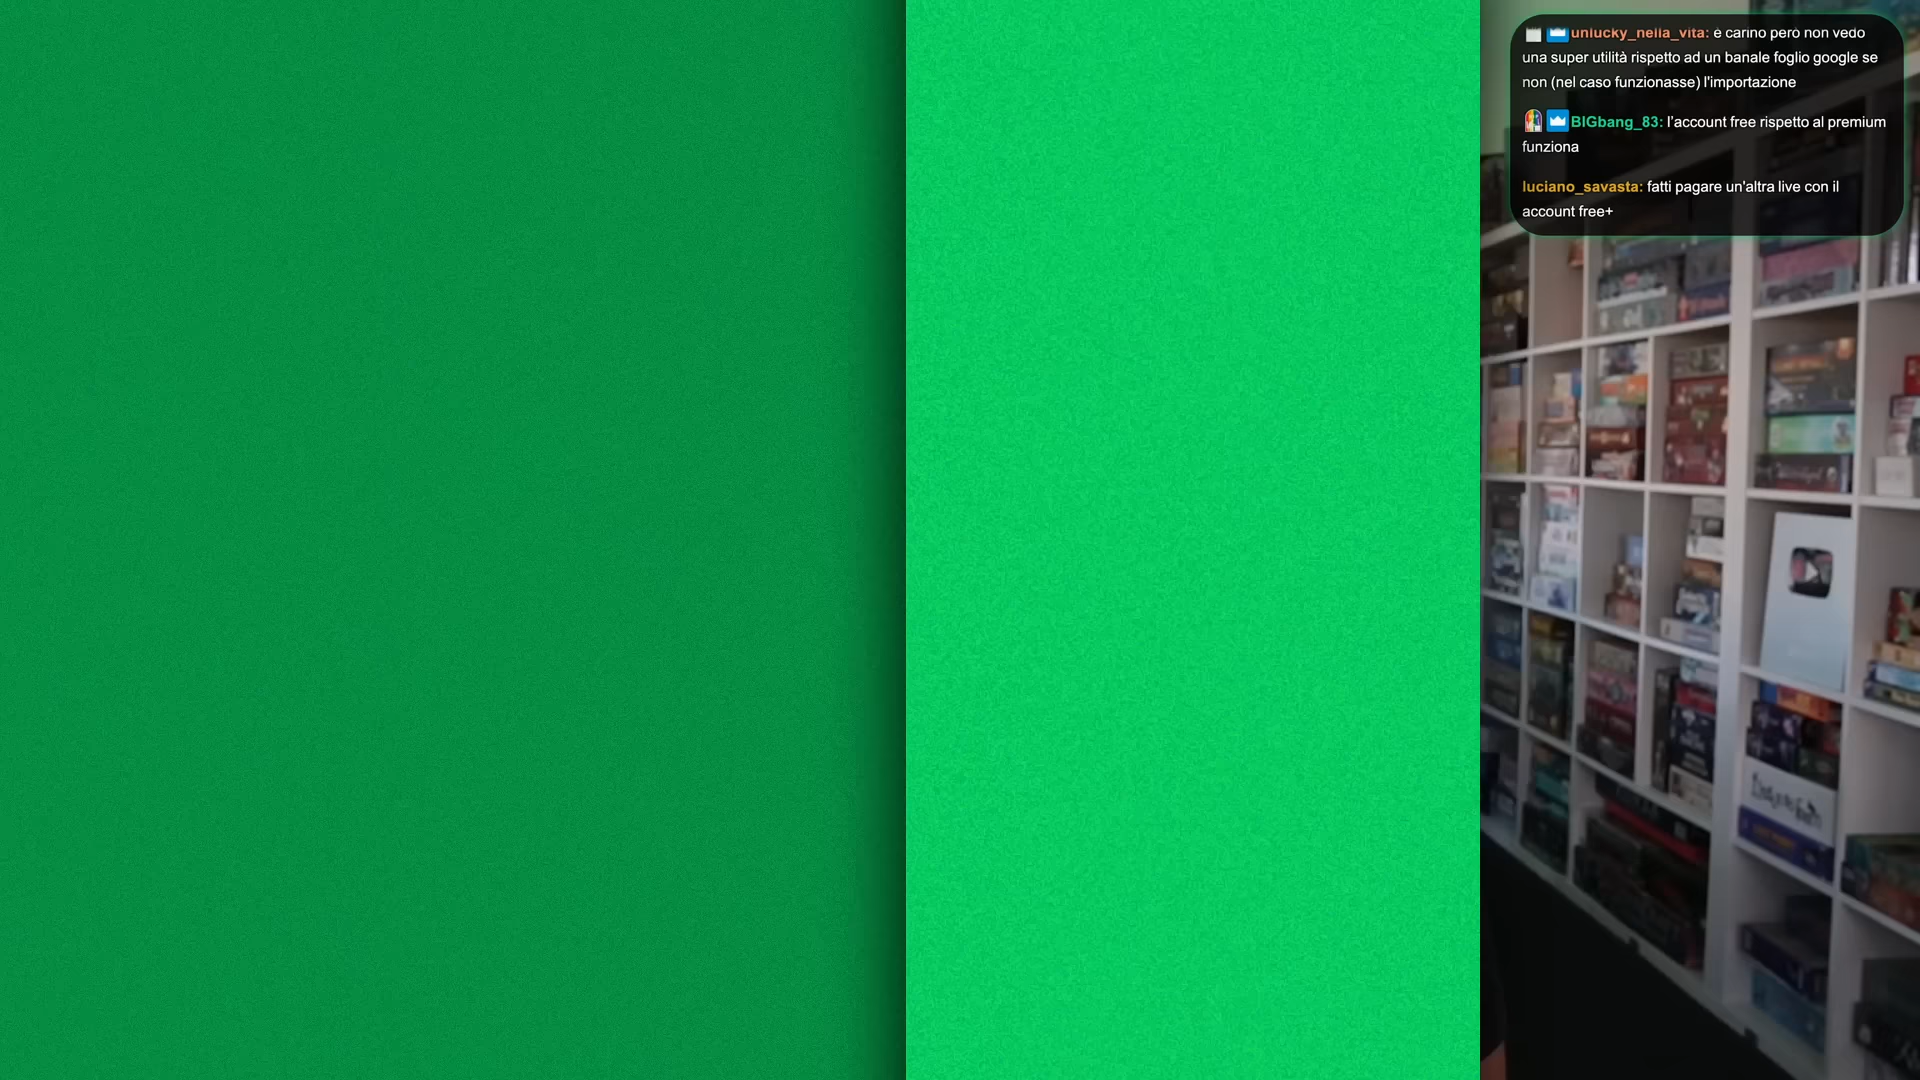 unlucky_nella_vita: è carino però non vedo
una super utilità rispetto ad un banale foglio google se
non (nel caso funzionasse) l'importazione
BIGbang_83: l'account free rispetto al premium
funziona
luciano_savasta: fatti pagare un'altra live con il
account free+